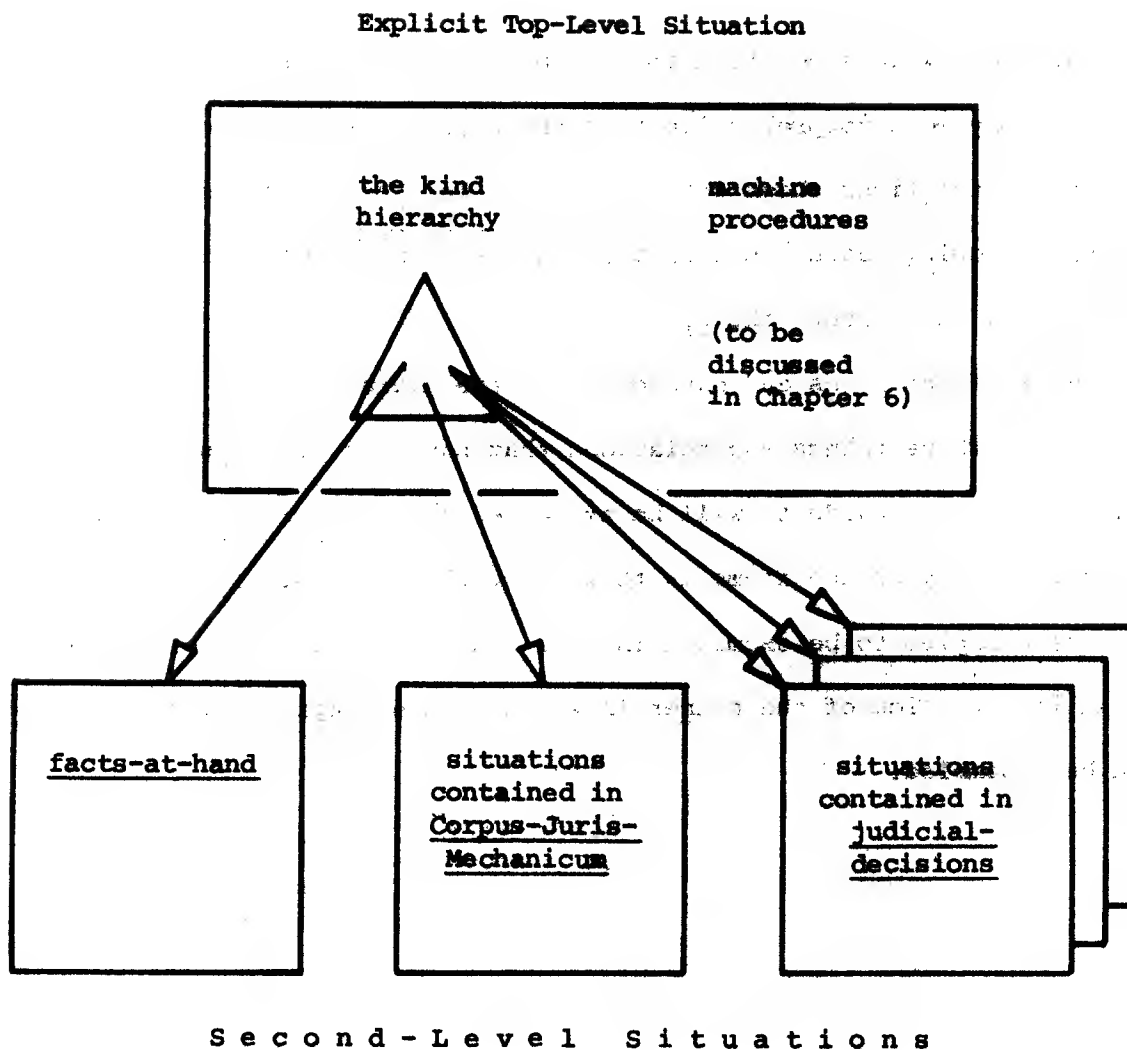 Explicit Top-Level Situation
the kind
hierarchy
machine
procedures
(to be
discussed
in Chapter 6)
facts-at-hand
situations
contained in
Corpus-Juris-
Mechanicum
situations
contained in
judicial-
decisions
Second-Level Situations